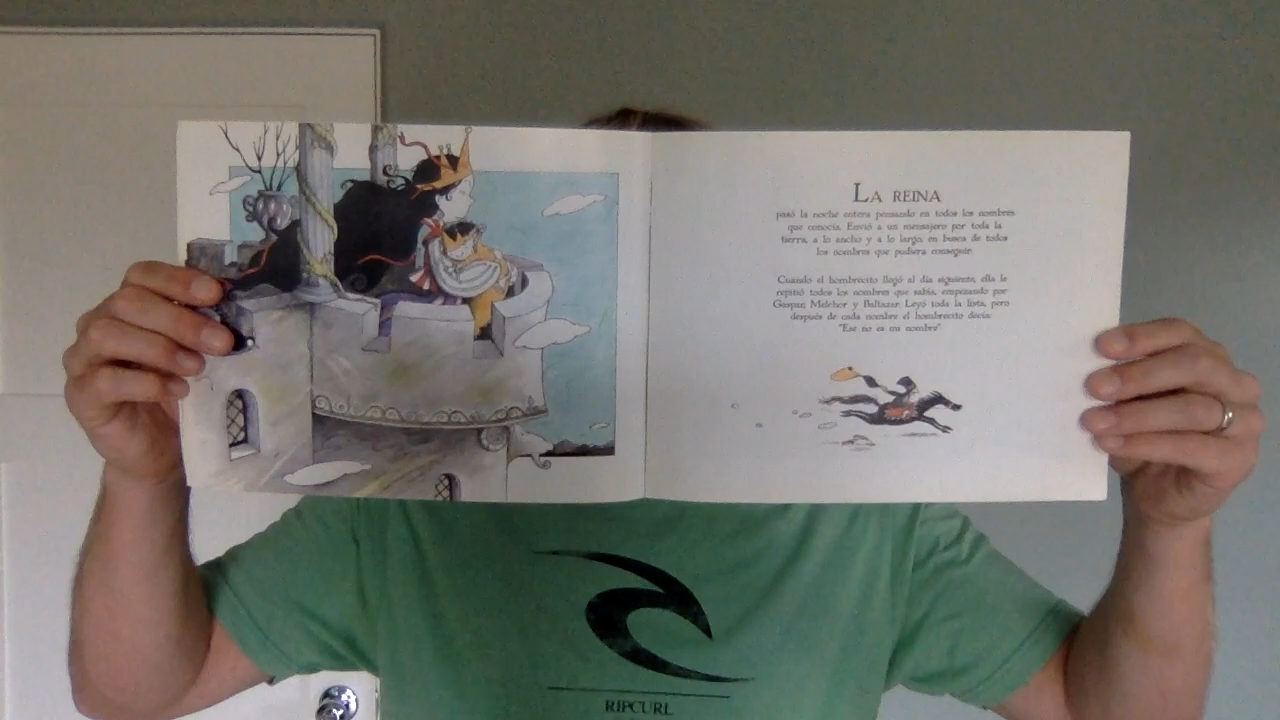 LA REINA
pasó la noche entera pensando en todos los nombres
que conocía. Envió a un mensajero por toda la
tierra, a lo ancho y a lo largo, en busca de todos
los nombres que pudiera conseguir.
Cuando el hombrecito llegó al día siguiente, ella le
repitió todos los nombres que sabía, empezando por
Gaspar, Melchor y Baltazar. Leyó toda la lista, pero
después de cada nombre el hombrecito decía:
"Ese no es mi nombre"
RIPCURL